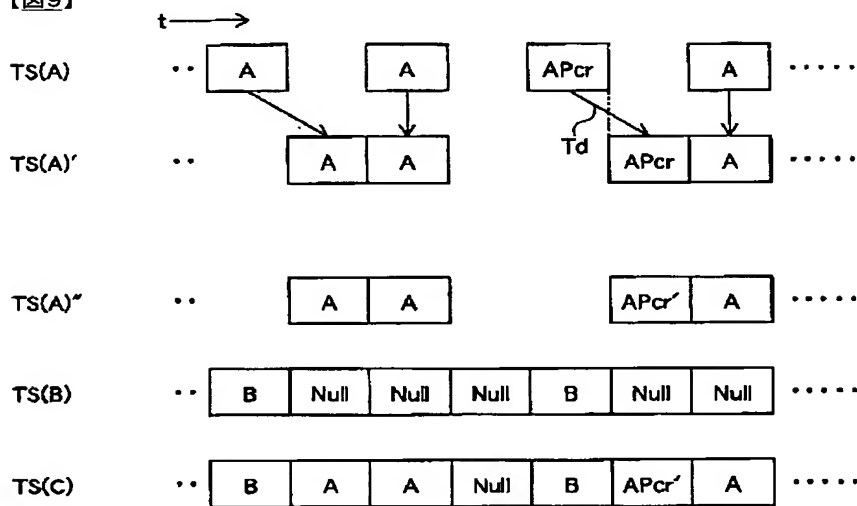 【図9】
t
TS(A) ・・ A A APcr A ・・・・・
Td
TS(A)′ ・・ A A APcr A ・・・・・
TS(A)″ ・・ A A APcr′ A ・・・・・
TS(B) ・・ B Null Null Null B Null Null ・・・・・
TS(C) ・・ B A A Null B APcr′ A ・・・・・